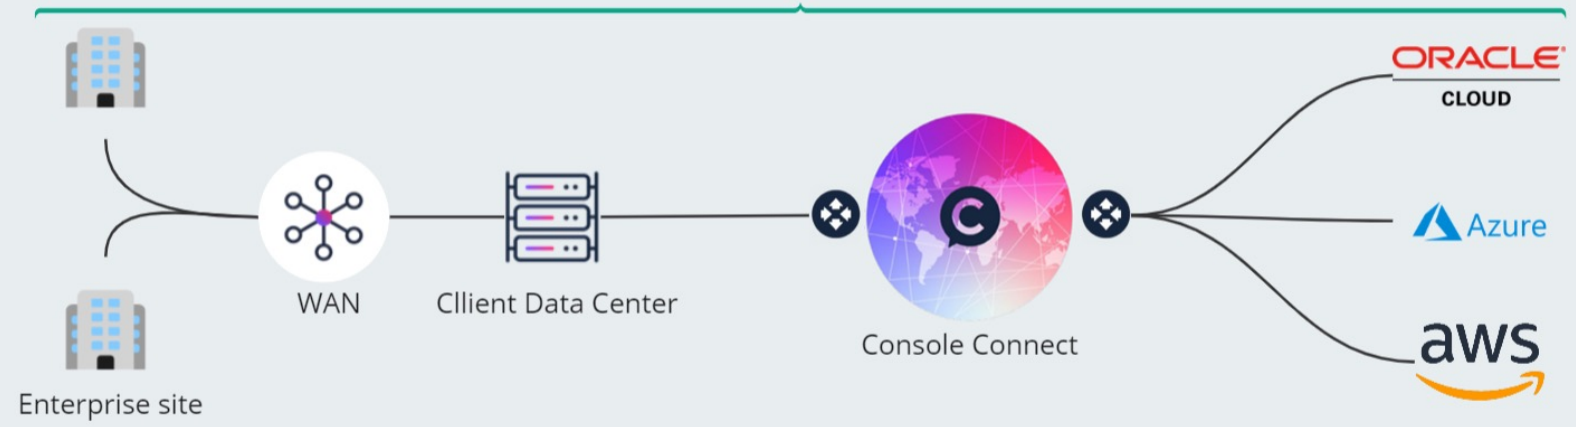 ORACLE
CLOUD
WAN
Cllient Data Center
C
Console Connect
Azure
aws
Enterprise site